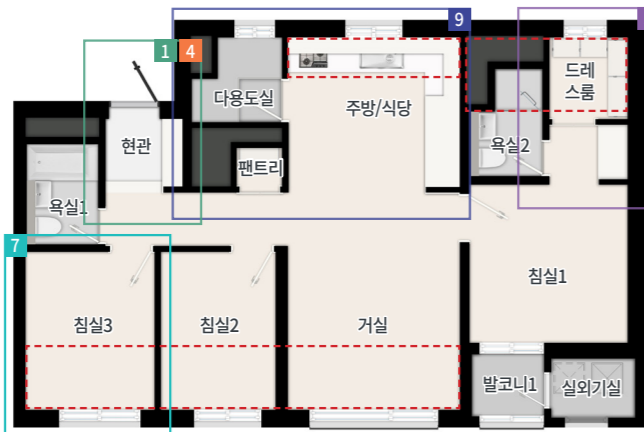 1
4
9
드레
스룸
다용도실
주방/식당
현관
팬트리
욕실2
욕실1
7
침실3
침실2
거실
침실1
발코니1
실외기실